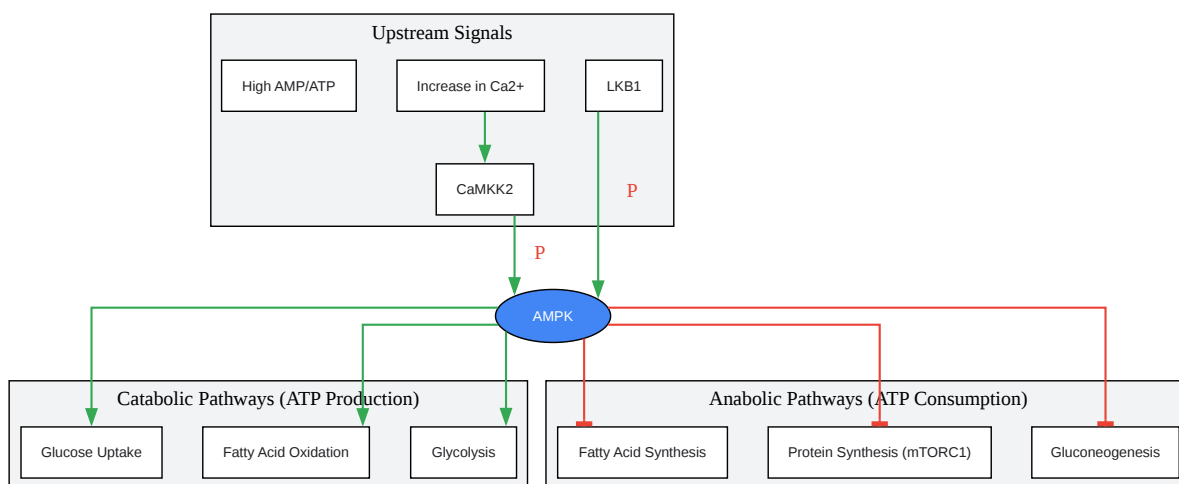 Upstream Signals
High AMP/ATP
Increase in Ca2+
LKB1
CaMKK2
P
P
AMPK
Catabolic Pathways (ATP Production)
Anabolic Pathways (ATP Consumption)
Glucose Uptake
Fatty Acid Oxidation
Glycolysis
Fatty Acid Synthesis
Protein Synthesis (mTORC1)
Gluconeogenesis